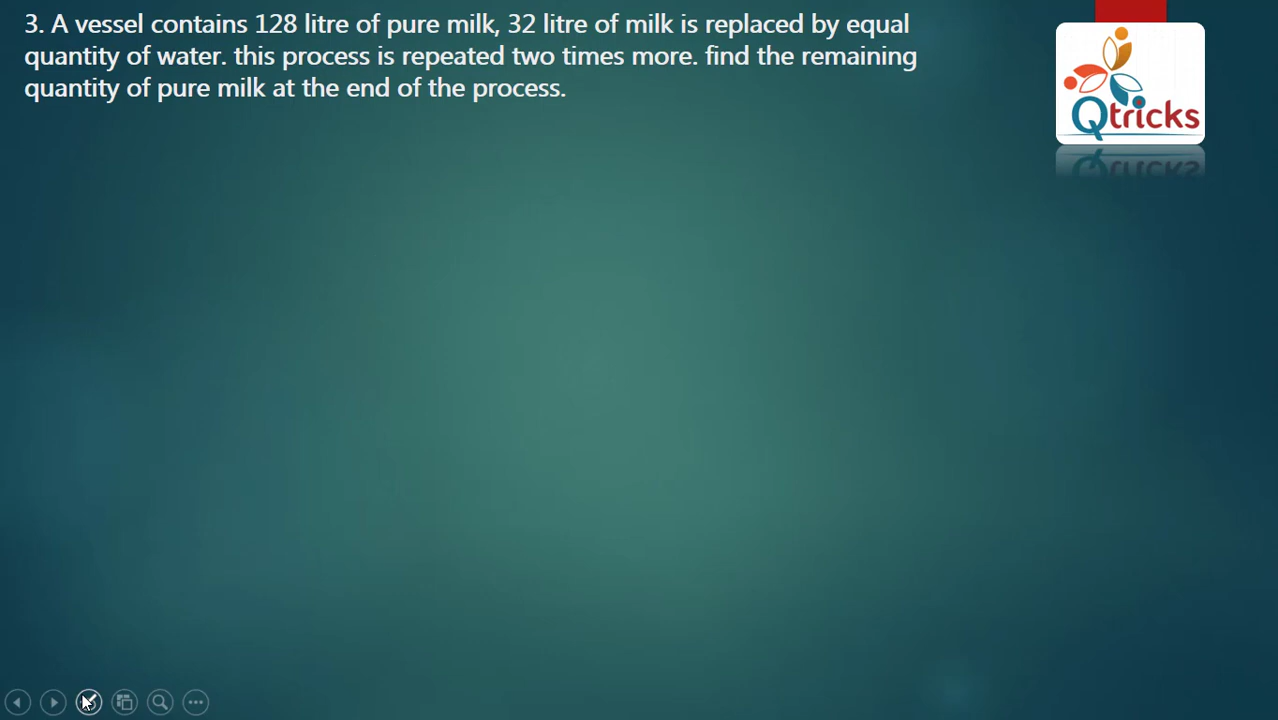 3. A vessel contains 128 litre of pure milk, 32 litre of milk is replaced by equal
quantity of water. this process is repeated two times more. find the remaining
quantity of pure milk at the end of the process.
Qtricks